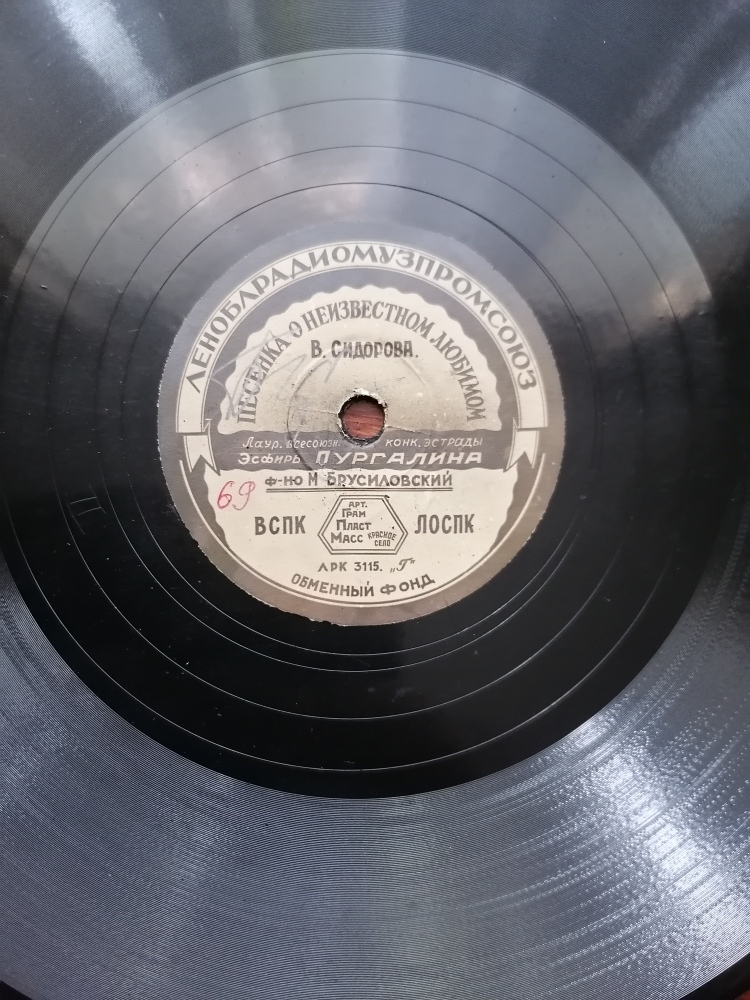 ЛЕНОБЛРАДИОМУЗПРОМСОЮЗ
ПЕСЕНКА О НЕИЗВЕСТНОМ ЛЮБИМОМ
В. СИДОРОВА.
Лаур. всесоюзн. конк. эстрады
Эсфирь ПУРГАЛИНА
ф-но М БРУСИЛОВСКИЙ
69
ВСПК
АРТ.
ГРАМ
ПЛАСТ
МАСС
КРАСНОЕ
СЕЛО
ЛОСПК
ЛРК 3115. „Г"
ОБМЕННЫЙ ФОНД